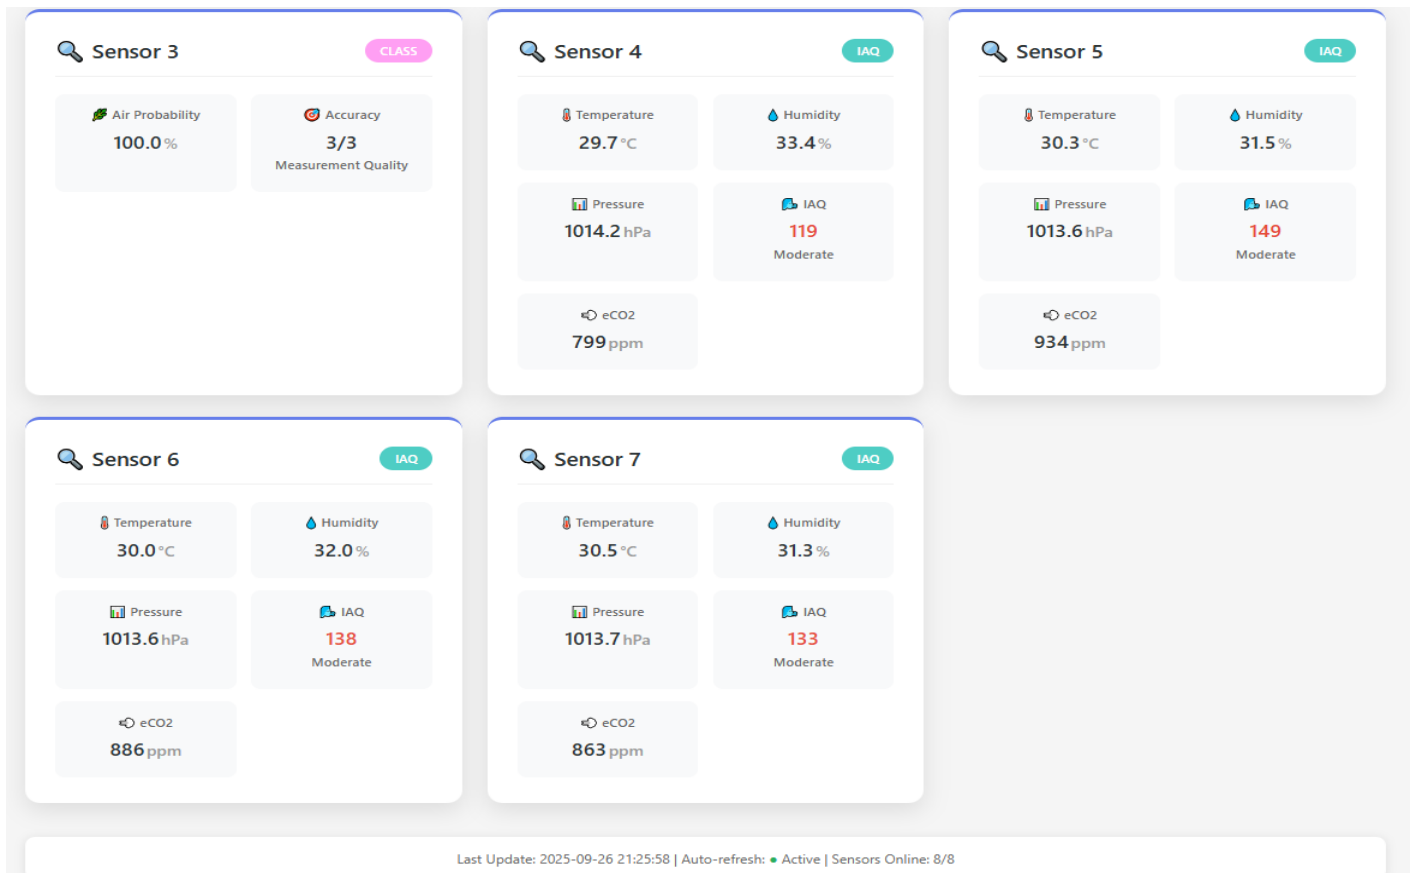 Sensor 3
CLASS
Air Probability
100.0 %
Accuracy
3/3
Measurement Quality
Sensor 4
IAQ
Temperature
29.7 °C
Humidity
33.4 %
Pressure
1014.2 hPa
IAQ
119
Moderate
eCO2
799 ppm
Sensor 5
IAQ
Temperature
30.3 °C
Humidity
31.5 %
Pressure
1013.6 hPa
IAQ
149
Moderate
eCO2
934 ppm
Sensor 6
IAQ
Temperature
30.0 °C
Humidity
32.0 %
Pressure
1013.6 hPa
IAQ
138
Moderate
eCO2
886 ppm
Sensor 7
IAQ
Temperature
30.5 °C
Humidity
31.3 %
Pressure
1013.7 hPa
IAQ
133
Moderate
eCO2
863 ppm
Last Update: 2025-09-26 21:25:58 | Auto-refresh: ● Active | Sensors Online: 8/8